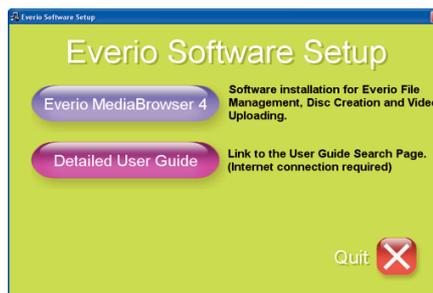 Everio Software Setup
Everio Software Setup
Everio MediaBrowser 4
Software installation for Everio File
Management, Disc Creation and Video
Uploading.
Detailed User Guide
Link to the User Guide Search Page.
(Internet connection required)
Quit